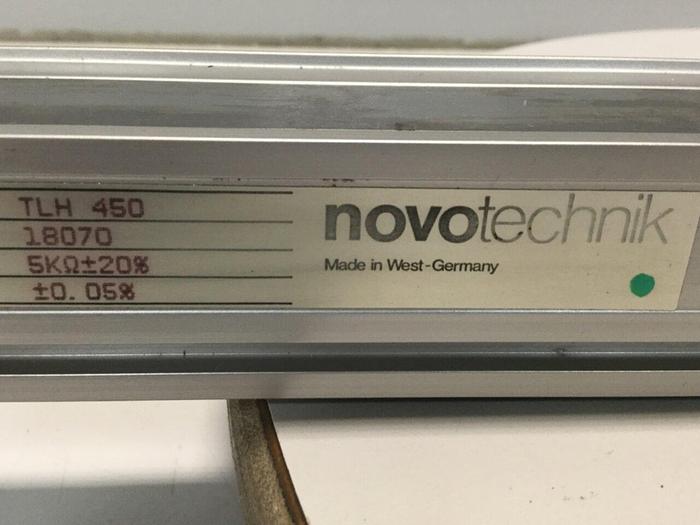 TLH 450
18070
5KΩ±20%
±0.05%
novotechnik
Made in West-Germany